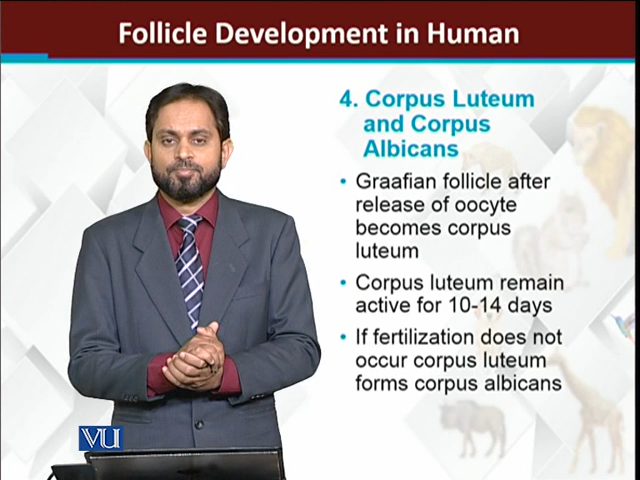 Follicle Development in Human
4. Corpus Luteum
and Corpus
Albicans
• Graafian follicle after
release of oocyte
becomes corpus
luteum
• Corpus luteum remain
active for 10-14 days
• If fertilization does not
occur corpus luteum
forms corpus albicans
VU